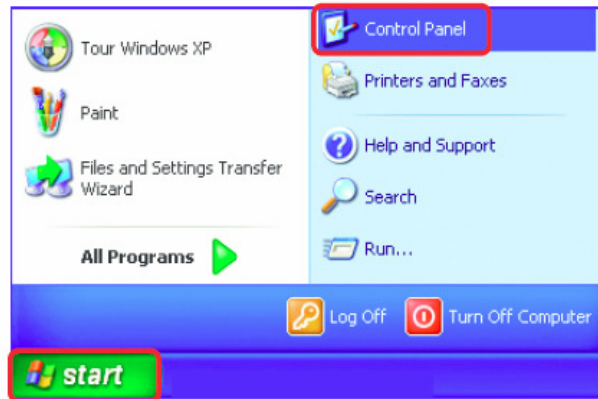 Tour Windows XP
Paint
Files and Settings Transfer
Wizard
All Programs
Control Panel
Printers and Faxes
Help and Support
Search
Run...
Log Off
Turn Off Computer
start